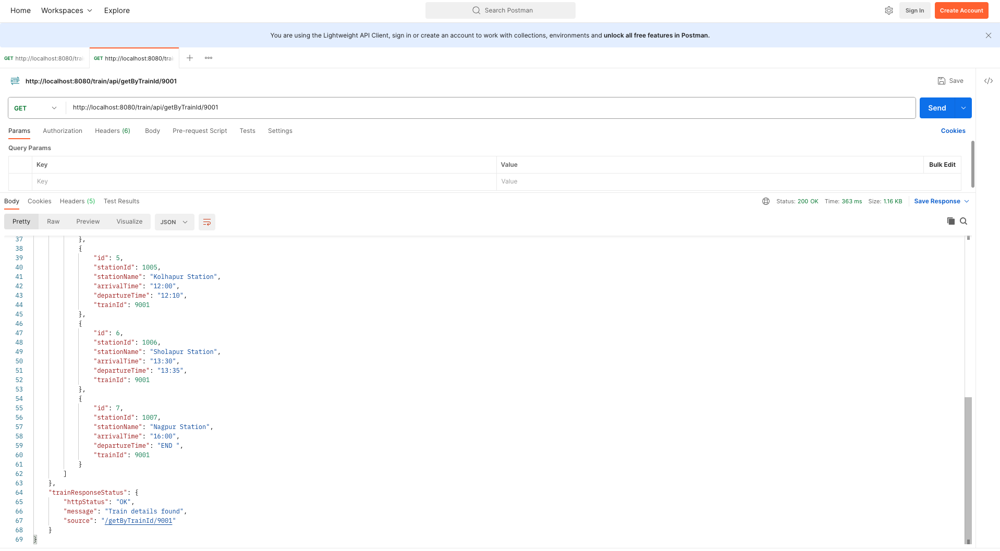 Home Workspaces Explore Search Postman Sign In Create Account
You are using the Lightweight API Client, sign in or create an account to work with collections, environments and unlock all free features in Postman.
GET http://localhost:8080/trai GET http://localhost:8080/trai
HTTP http://localhost:8080/train/api/getByTrainId/9001 Save </>
GET http://localhost:8080/train/api/getByTrainId/9001 Send
Params Authorization Headers (6) Body Pre-request Script Tests Settings Cookies
Query Params
Key Value Bulk Edit
Key Value
Body Cookies Headers (5) Test Results Status: 200 OK Time: 363 ms Size: 1.16 KB Save Response
Pretty Raw Preview Visualize JSON
37 },
38 {
39 "id": 5,
40 "stationId": 1005,
41 "stationName": "Kolhapur Station",
42 "arrivalTime": "12:00",
43 "departureTime": "12:10",
44 "trainId": 9001
45 },
46 {
47 "id": 6,
48 "stationId": 1006,
49 "stationName": "Sholapur Station",
50 "arrivalTime": "13:30",
51 "departureTime": "13:35",
52 "trainId": 9001
53 },
54 {
55 "id": 7,
56 "stationId": 1007,
57 "stationName": "Nagpur Station",
58 "arrivalTime": "16:00",
59 "departureTime": "END ",
60 "trainId": 9001
61 }
62 ]
63 },
64 "trainResponseStatus": {
65 "httpStatus": "OK",
66 "message": "Train details found",
67 "source": "/getByTrainId/9001"
68 }
69 }